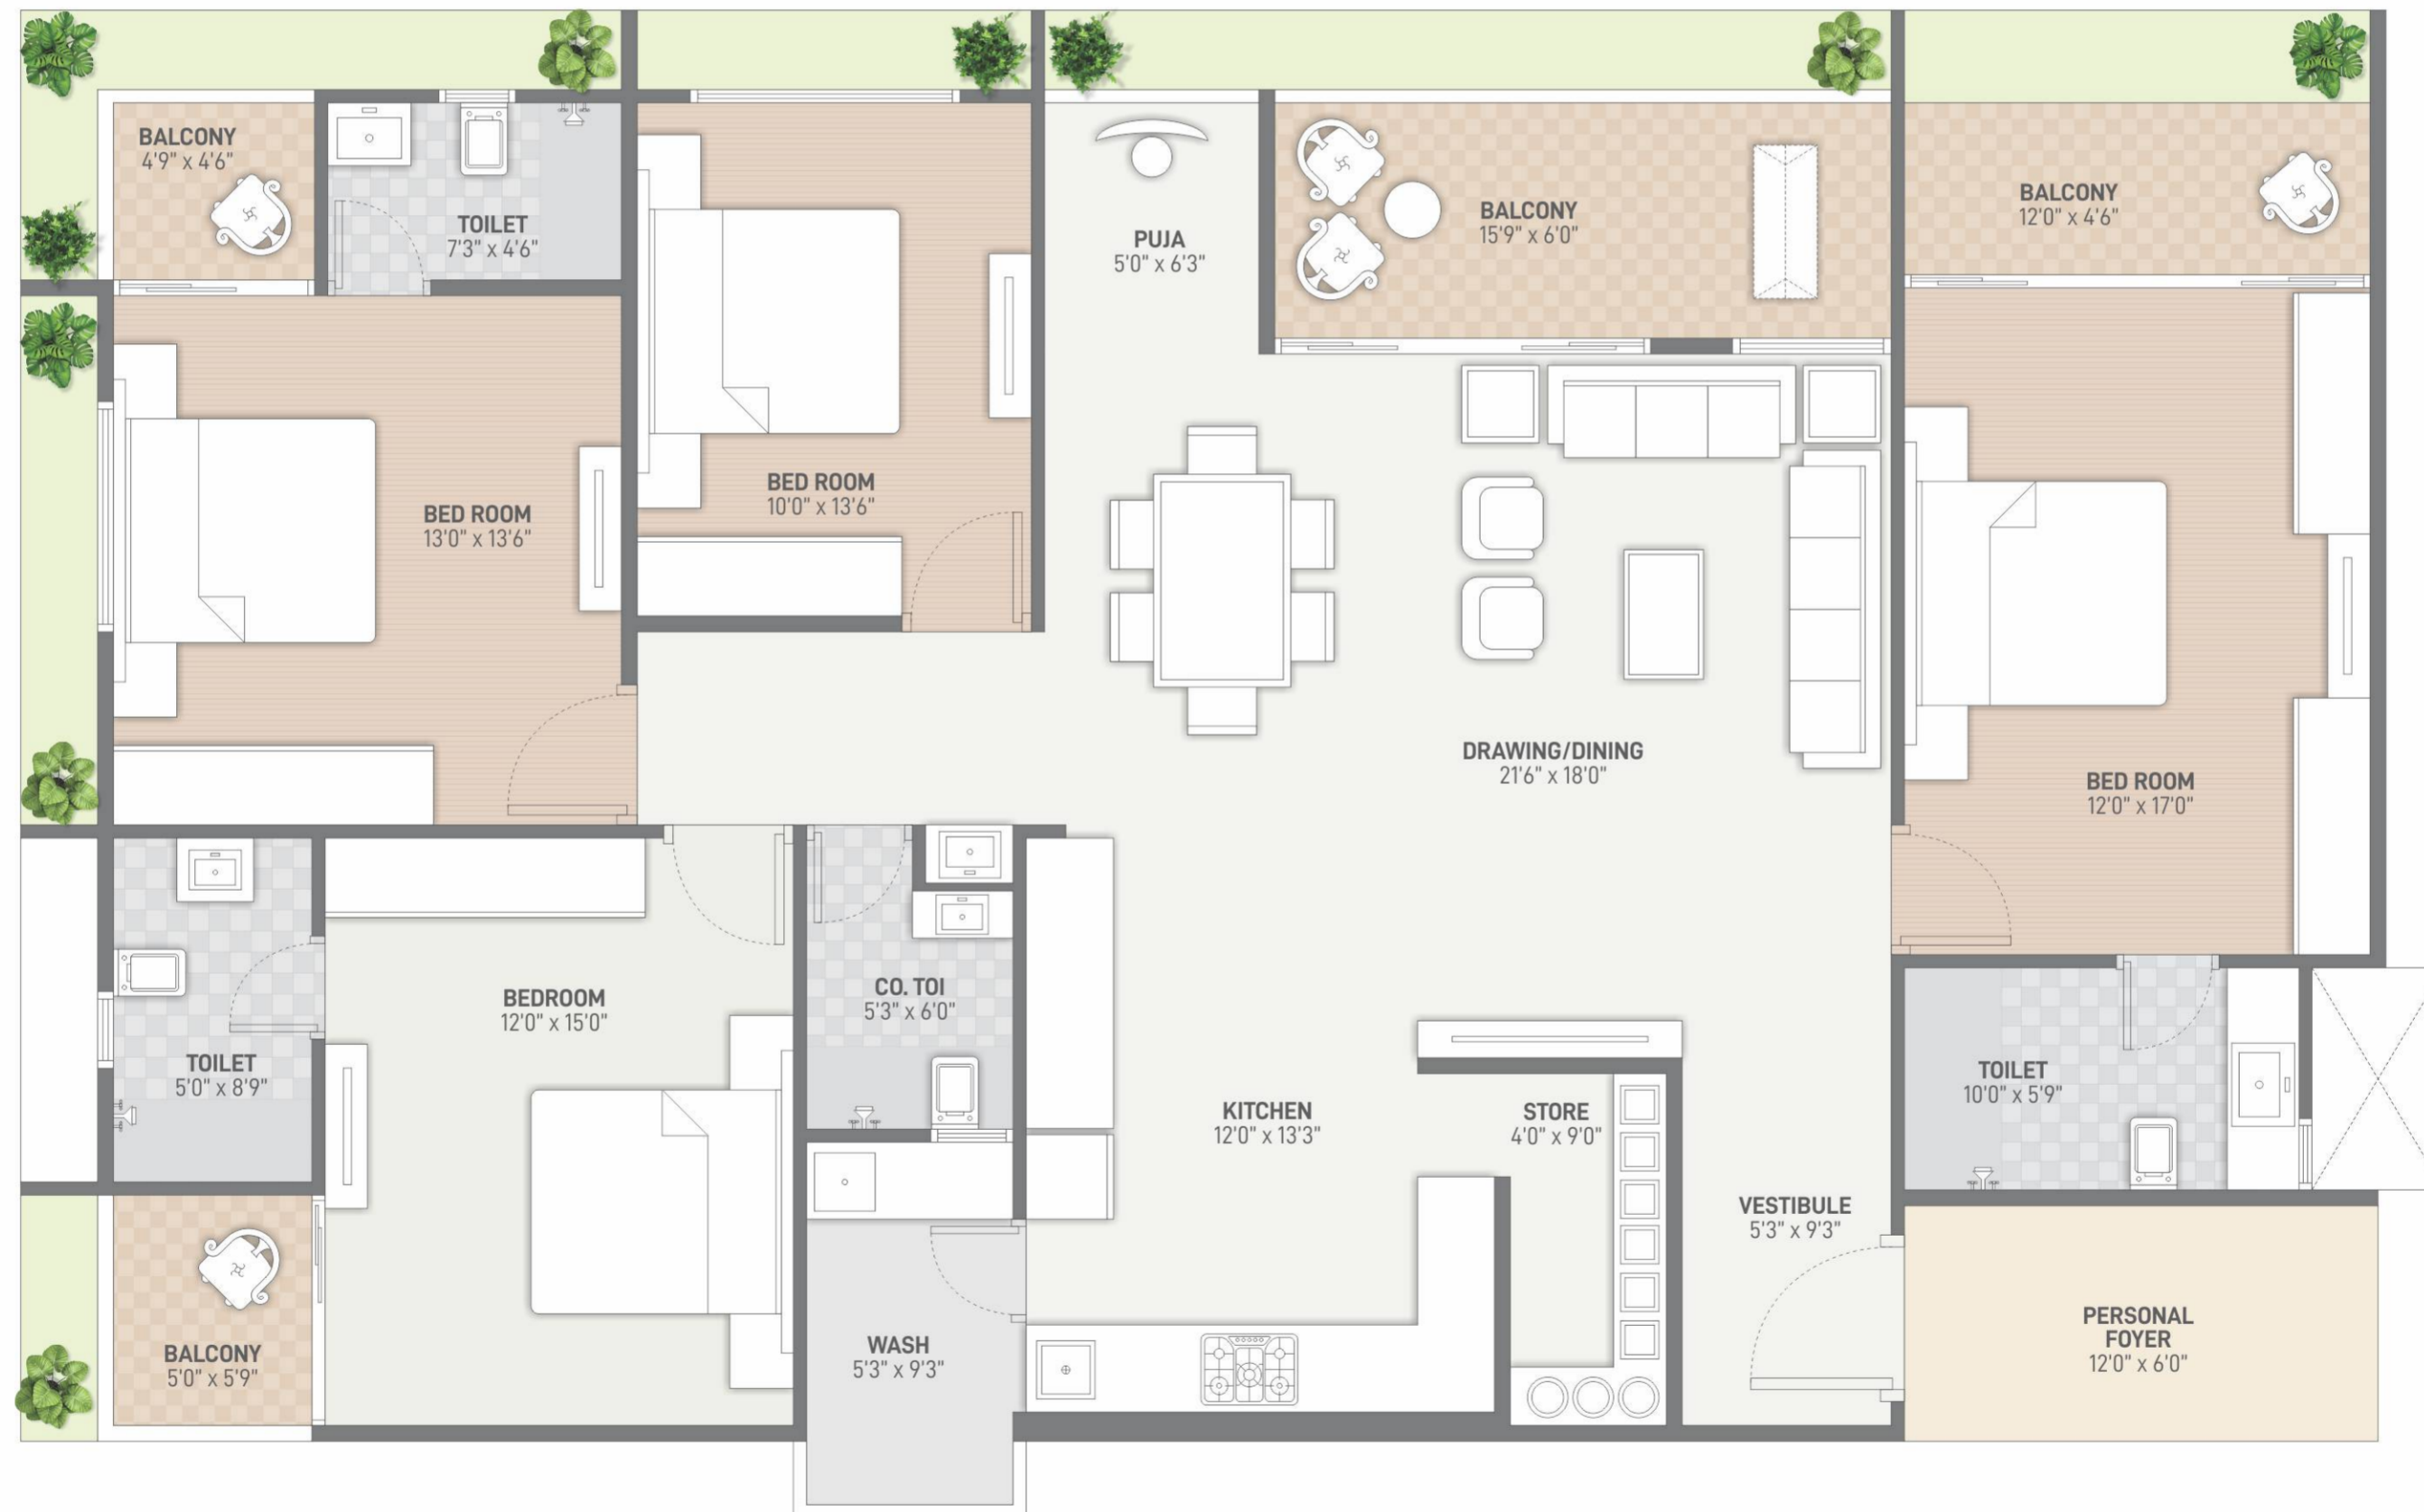 BALCONY
4'9" x 4'6"
TOILET
7'3" x 4'6"
PUJA
5'0" x 6'3"
BALCONY
15'9" x 6'0"
BALCONY
12'0" x 4'6"
BED ROOM
13'0" x 13'6"
BED ROOM
10'0" x 13'6"
DRAWING/DINING
21'6" x 18'0"
BED ROOM
12'0" x 17'0"
TOILET
5'0" x 8'9"
BEDROOM
12'0" x 15'0"
CO. TOI
5'3" x 6'0"
KITCHEN
12'0" x 13'3"
STORE
4'0" x 9'0"
TOILET
10'0" x 5'9"
VESTIBULE
5'3" x 9'3"
BALCONY
5'0" x 5'9"
WASH
5'3" x 9'3"
PERSONAL
FOYER
12'0" x 6'0"